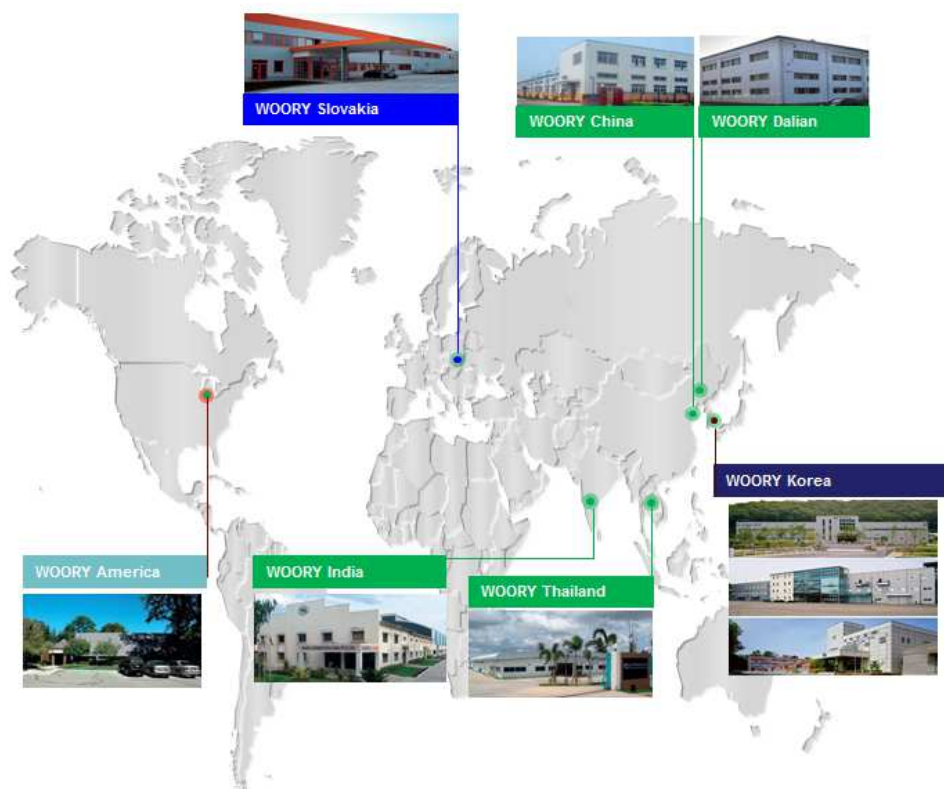 WOORY Slovakia
WOORY China
WOORY Dalian
WOORY Korea
WOORY America
WOORY India
WOORY Thailand